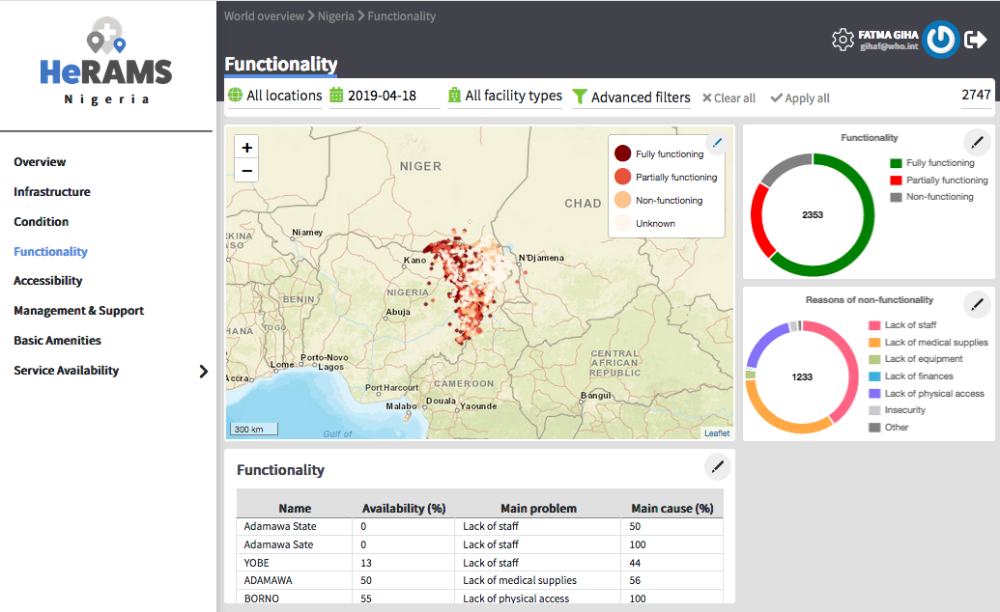 World overview > Nigeria > Functionality
HeRAMS
Nigeria
FATMA GIHA
gihaf@who.int
Functionality
All locations 2019-04-18 All facility types Advanced filters Clear all Apply all 2747
Overview
Infrastructure
Condition
Functionality
Accessibility
Management & Support
Basic Amenities
Service Availability
+
−
NIGER
CHAD
KINA
ASO
Niamey
Kano
N'Djamena
NIGERIA
BENIN
Abuja
HANA
TOGO
Porto-Novo
Lome
Lagos
Accra
CENTRAL
AFRICAN
REPUBLIC
Port Harcourt
CAMEROON
Malabo
Douala
Yaounde
Bangui
Gulf of
300 km
Leaflet
Fully functioning
Partially functioning
Non-functioning
Unknown
Functionality
2353
Fully functioning
Partially functioning
Non-functioning
Reasons of non-functionality
1233
Lack of staff
Lack of medical supplies
Lack of equipment
Lack of finances
Lack of physical access
Insecurity
Other
Functionality
Name Availability (%) Main problem Main cause (%)
Adamawa State 0 Lack of staff 50
Adamawa Sate 0 Lack of staff 100
YOBE 13 Lack of staff 44
ADAMAWA 50 Lack of medical supplies 56
BORNO 55 Lack of physical access 100